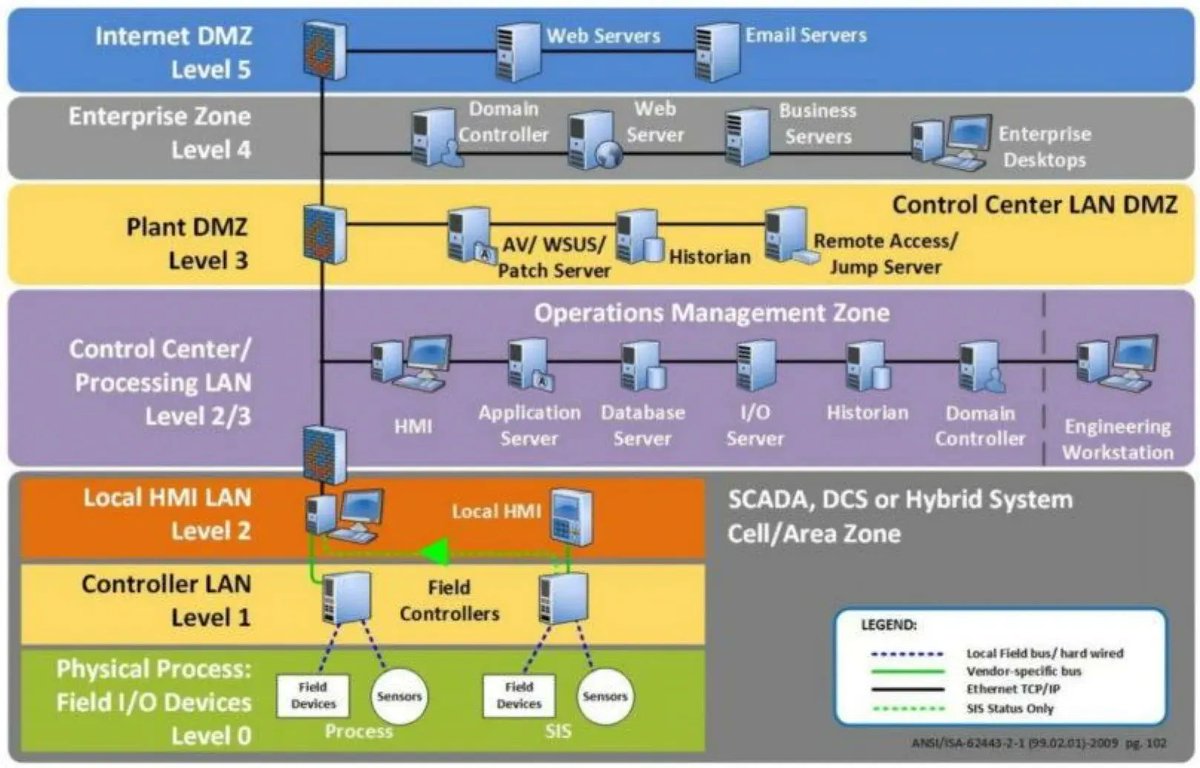 Internet DMZ
Level 5
Web Servers
Email Servers
Enterprise Zone
Level 4
Domain
Controller
Web
Server
Business
Servers
Enterprise
Desktops
Control Center LAN DMZ
Plant DMZ
Level 3
AV/ WSUS/
Patch Server
Historian
Remote Access/
Jump Server
Operations Management Zone
Control Center/
Processing LAN
Level 2/3
HMI
Application
Server
Database
Server
I/O
Server
Historian
Domain
Controller
Engineering
Workstation
Local HMI LAN
Level 2
Local HMI
SCADA, DCS or Hybrid System
Cell/Area Zone
Controller LAN
Level 1
Field
Controllers
Physical Process:
Field I/O Devices
Level 0
Field
Devices
Sensors
Process
Field
Devices
Sensors
SIS
LEGEND:
Local Field bus/ hard wired
Vendor-specific bus
Ethernet TCP/IP
SIS Status Only
ANSI/ISA-62443-2-1 (99.02.01)-2009 pg. 102